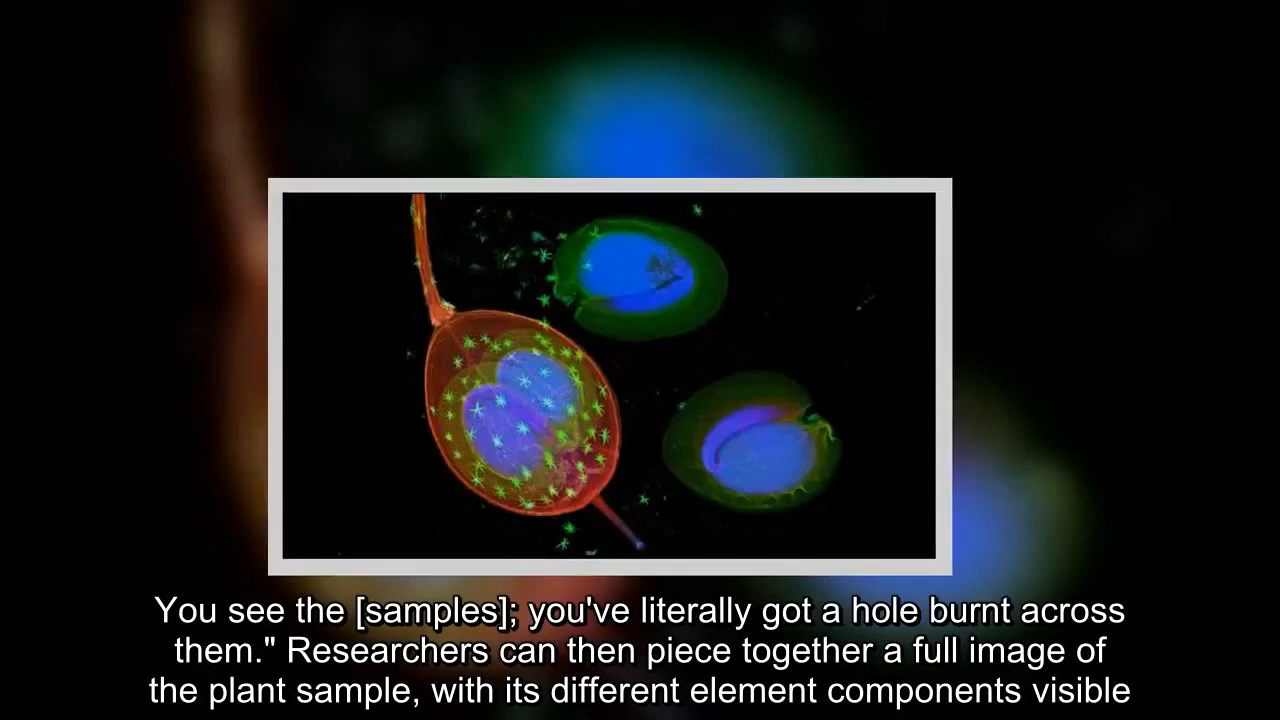 You see the [samples]; you've literally got a hole burnt across
them." Researchers can then piece together a full image of
the plant sample, with its different element components visible